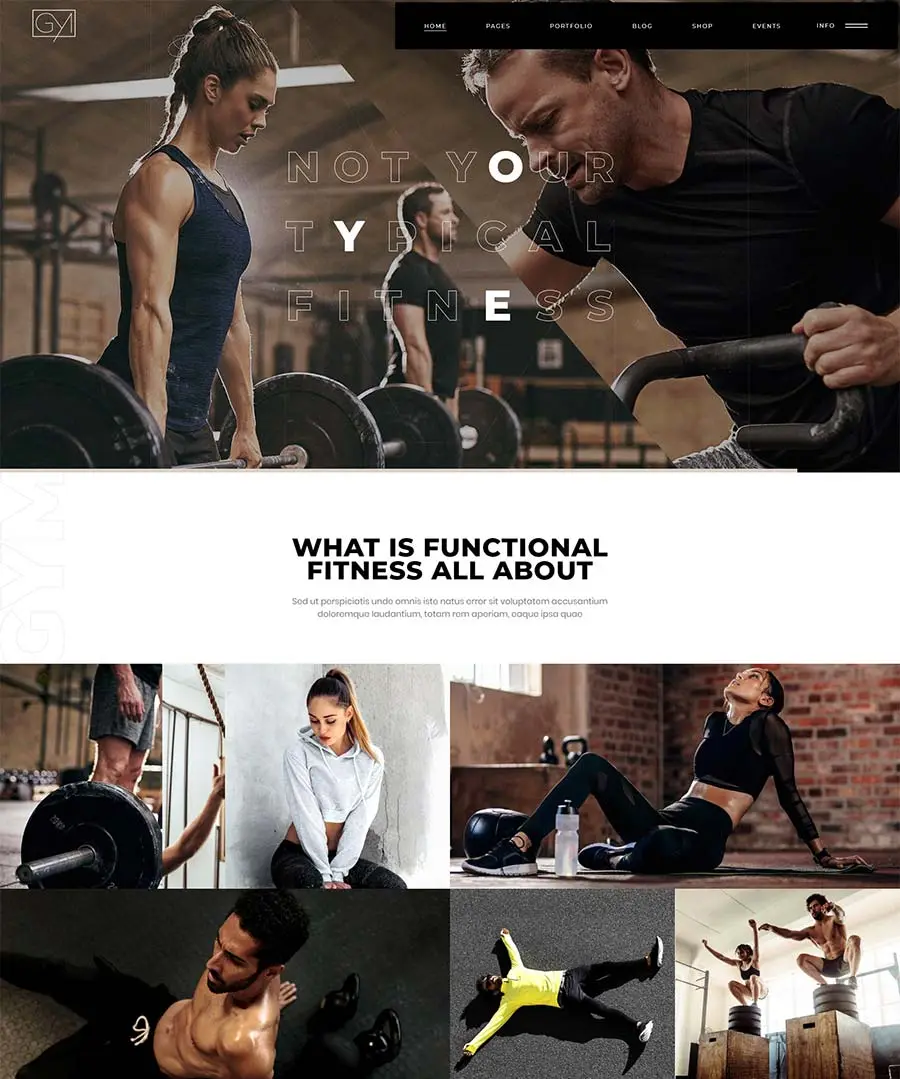 GYM
HOME PAGES PORTFOLIO BLOG SHOP EVENTS INFO
NOT YOUR
TYPICAL
FITNESS
GYM
WHAT IS FUNCTIONAL
FITNESS ALL ABOUT
Sed ut perspiciatis unde omnis iste natus error sit voluptatem accusantium
doloremque laudantium, totam rem aperiam, eaque ipsa quae